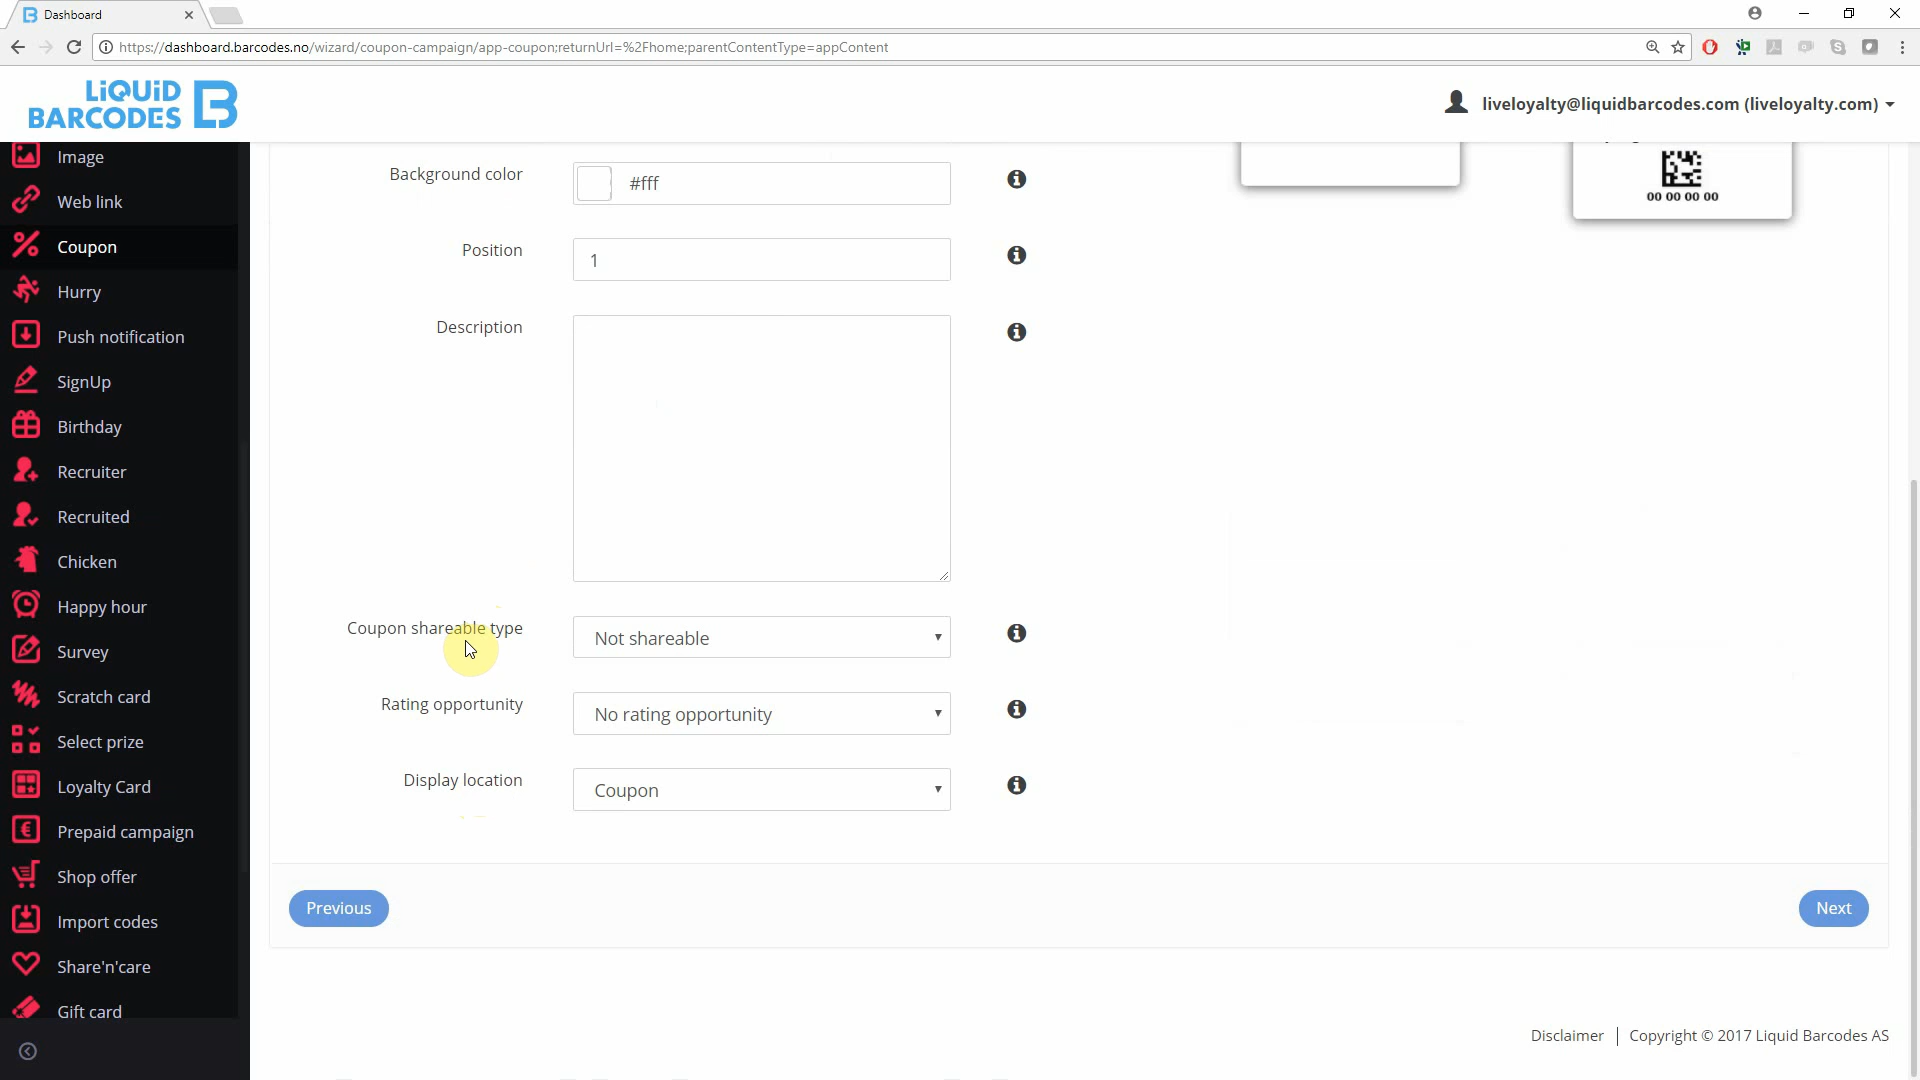 Dashboard
https://dashboard.barcodes.no/wizard/coupon-campaign/app-coupon;returnUrl=%2Fhome;parentContentType=appContent
LIQUID
BARCODES
liveloyalty@liquidbarcodes.com (liveloyalty.com)
Image
Web link
Coupon
Hurry
Push notification
SignUp
Birthday
Recruiter
Recruited
Chicken
Happy hour
Survey
Scratch card
Select prize
Loyalty Card
Prepaid campaign
Shop offer
Import codes
Share'n'care
Gift card
Background color
#fff
Position
1
Description
Coupon shareable type
Not shareable
Rating opportunity
No rating opportunity
Display location
Coupon
00 00 00 00
Previous
Next
Disclaimer
Copyright © 2017 Liquid Barcodes AS